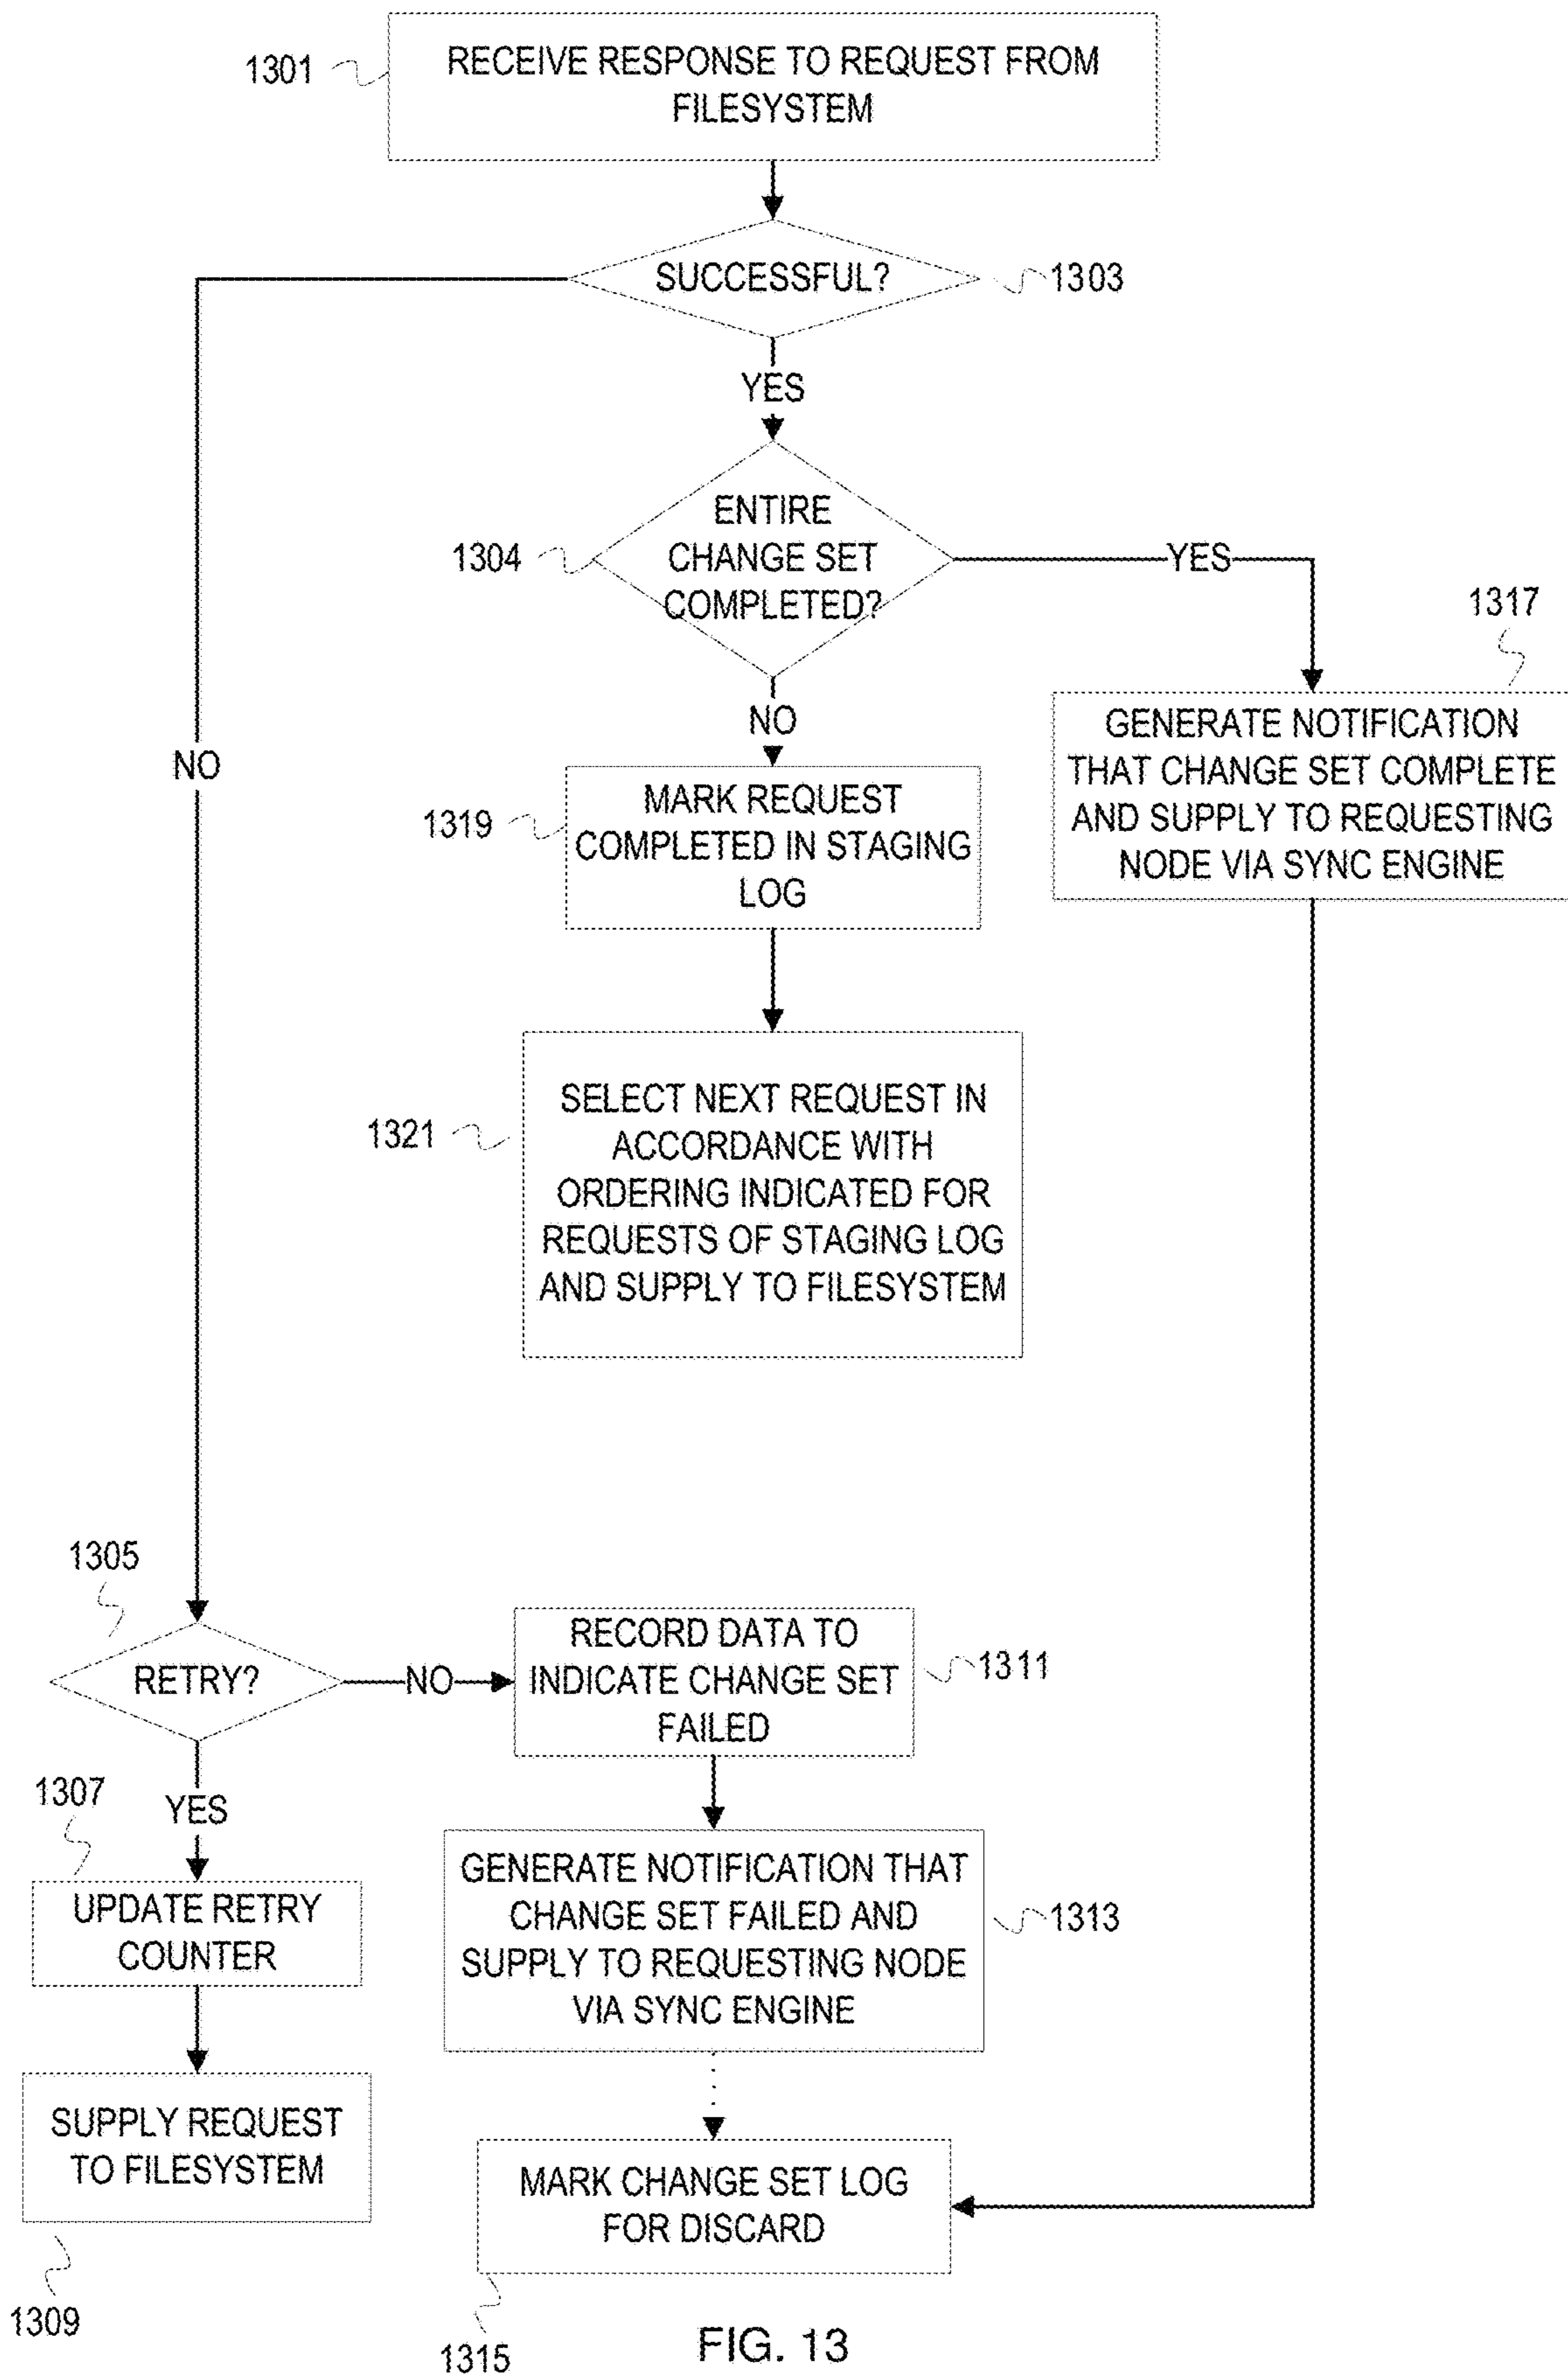 1301
RECEIVE RESPONSE TO REQUEST FROM
FILESYSTEM
SUCCESSFUL?
1303
YES
ENTIRE
CHANGE SET
COMPLETED?
1304
YES
1317
GENERATE NOTIFICATION
THAT CHANGE SET COMPLETE
AND SUPPLY TO REQUESTING
NODE VIA SYNC ENGINE
NO
NO
1319
MARK REQUEST
COMPLETED IN STAGING
LOG
1321
SELECT NEXT REQUEST IN
ACCORDANCE WITH
ORDERING INDICATED FOR
REQUESTS OF STAGING LOG
AND SUPPLY TO FILESYSTEM
1305
RETRY?
NO
RECORD DATA TO
INDICATE CHANGE SET
FAILED
1311
1307
YES
UPDATE RETRY
COUNTER
GENERATE NOTIFICATION THAT
CHANGE SET FAILED AND
SUPPLY TO REQUESTING NODE
VIA SYNC ENGINE
1313
SUPPLY REQUEST
TO FILESYSTEM
1309
MARK CHANGE SET LOG
FOR DISCARD
1315
FIG. 13